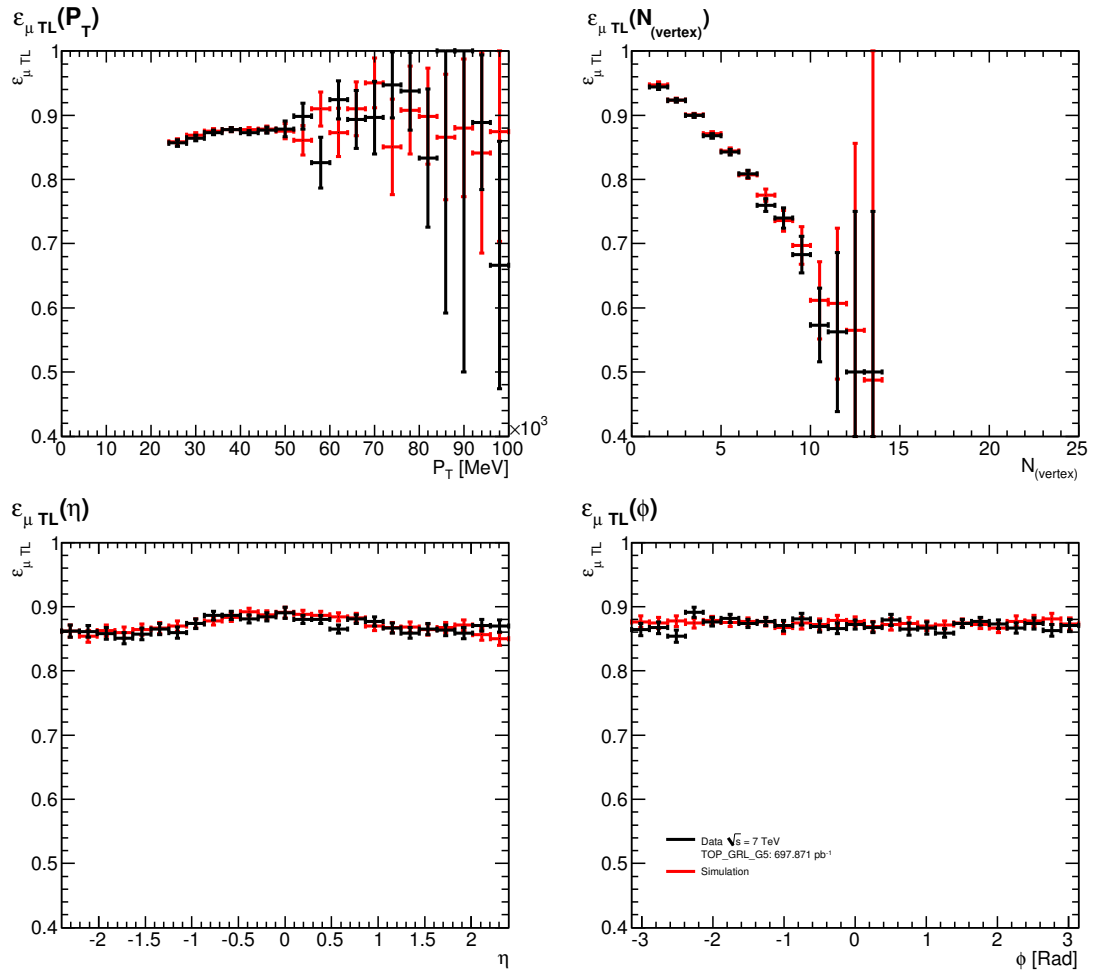 ε_μ TL(P_T)
ε_μ TL
1
0.9
0.8
0.7
0.6
0.5
0.4
0 10 20 30 40 50 60 70 80 90 100
×10³
P_T [MeV]
ε_μ TL(N_(vertex))
ε_μ TL
1
0.9
0.8
0.7
0.6
0.5
0.4
0 5 10 15 20 25
N_(vertex)
ε_μ TL(η)
ε_μ TL
1
0.9
0.8
0.7
0.6
0.5
0.4
-2 -1.5 -1 -0.5 0 0.5 1 1.5 2
η
ε_μ TL(ϕ)
ε_μ TL
1
0.9
0.8
0.7
0.6
0.5
0.4
Data √s = 7 TeV
TOP_GRL_G5: 697.871 pb⁻¹
Simulation
-3 -2 -1 0 1 2 3
ϕ [Rad]